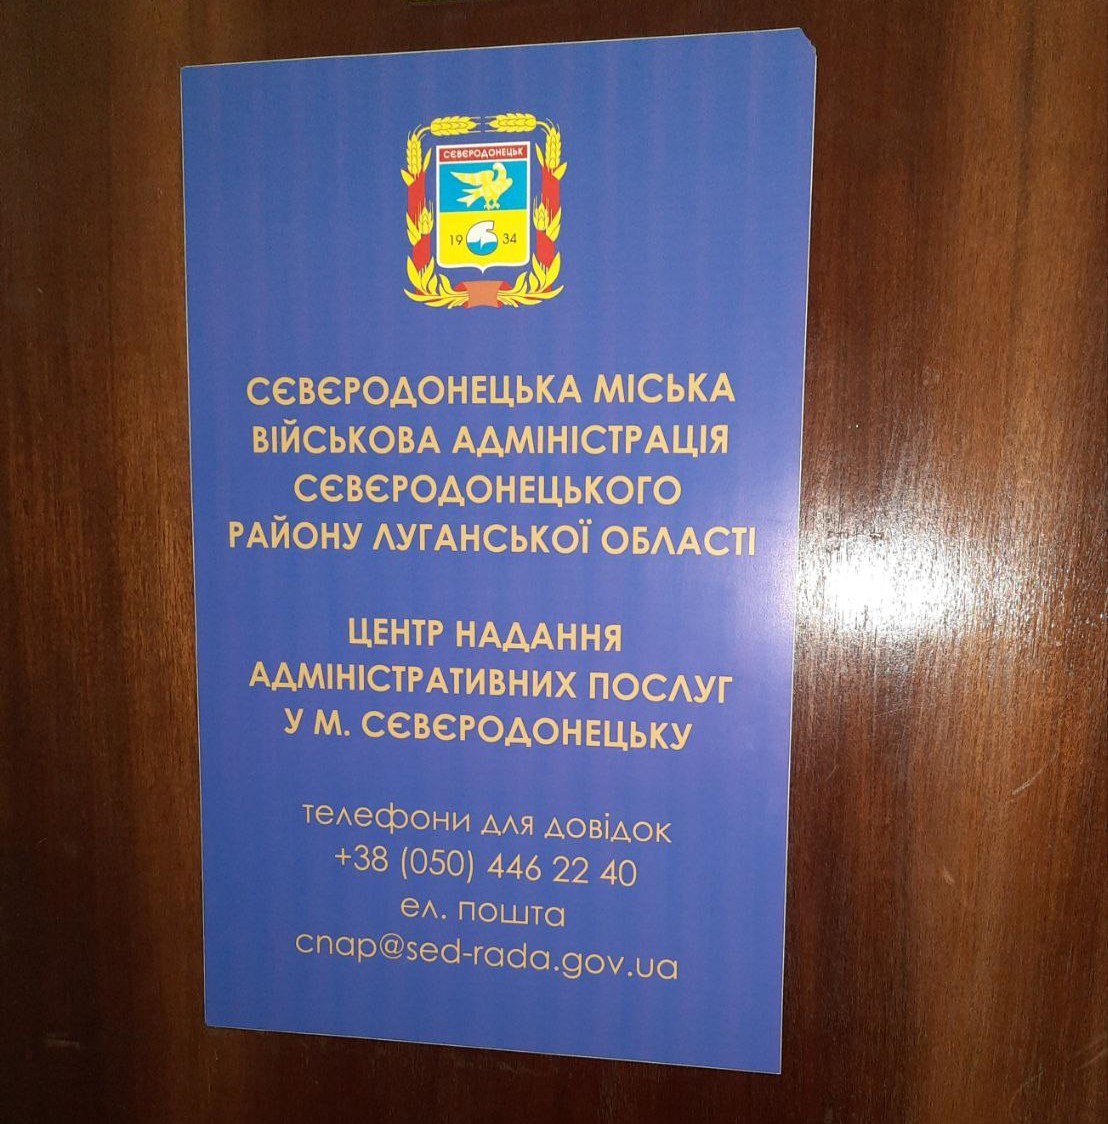 СЄВЄРОДОНЕЦЬК
19 34
СЄВЄРОДОНЕЦЬКА МІСЬКА
ВІЙСЬКОВА АДМІНІСТРАЦІЯ
СЄВЄРОДОНЕЦЬКОГО
РАЙОНУ ЛУГАНСЬКОЇ ОБЛАСТІ
ЦЕНТР НАДАННЯ
АДМІНІСТРАТИВНИХ ПОСЛУГ
У М. СЄВЄРОДОНЕЦЬКУ
телефони для довідок
+38 (050) 446 22 40
ел. пошта
cnap@sed-rada.gov.ua